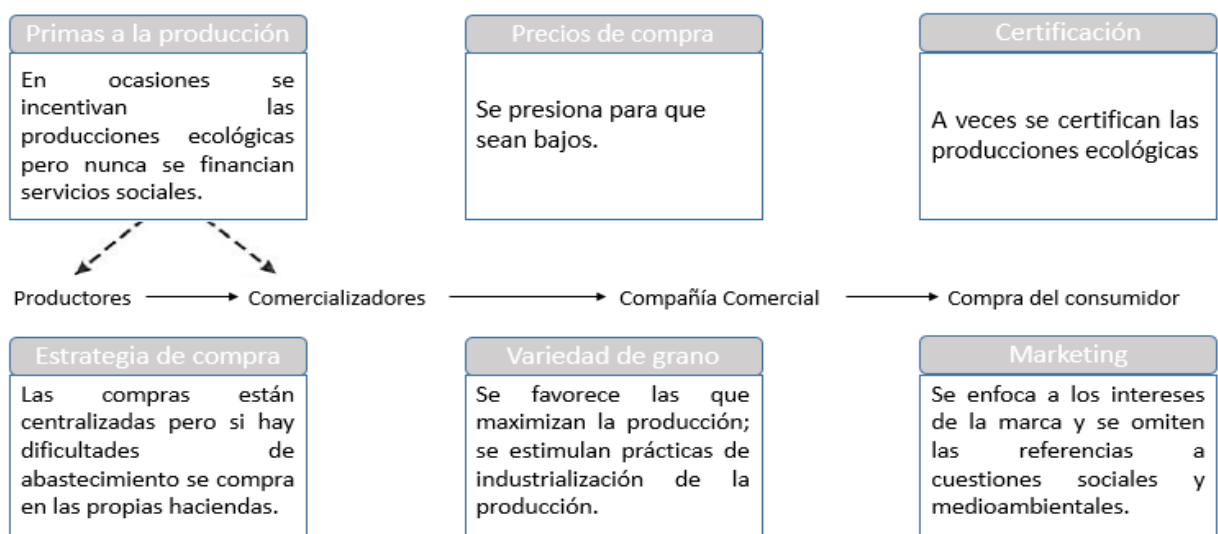 Primas a la producción
En ocasiones se
incentivan las
producciones ecológicas
pero nunca se financian
servicios sociales.
Precios de compra
Se presiona para que
sean bajos.
Certificación
A veces se certifican las
producciones ecológicas
Productores
Comercializadores
Compañía Comercial
Compra del consumidor
Estrategia de compra
Las compras están
centralizadas pero si hay
dificultades de
abastecimiento se compra
en las propias haciendas.
Variedad de grano
Se favorece las que
maximizan la producción;
se estimulan prácticas de
industrialización de la
producción.
Marketing
Se enfoca a los intereses
de la marca y se omiten
las referencias a
cuestiones sociales y
medioambientales.